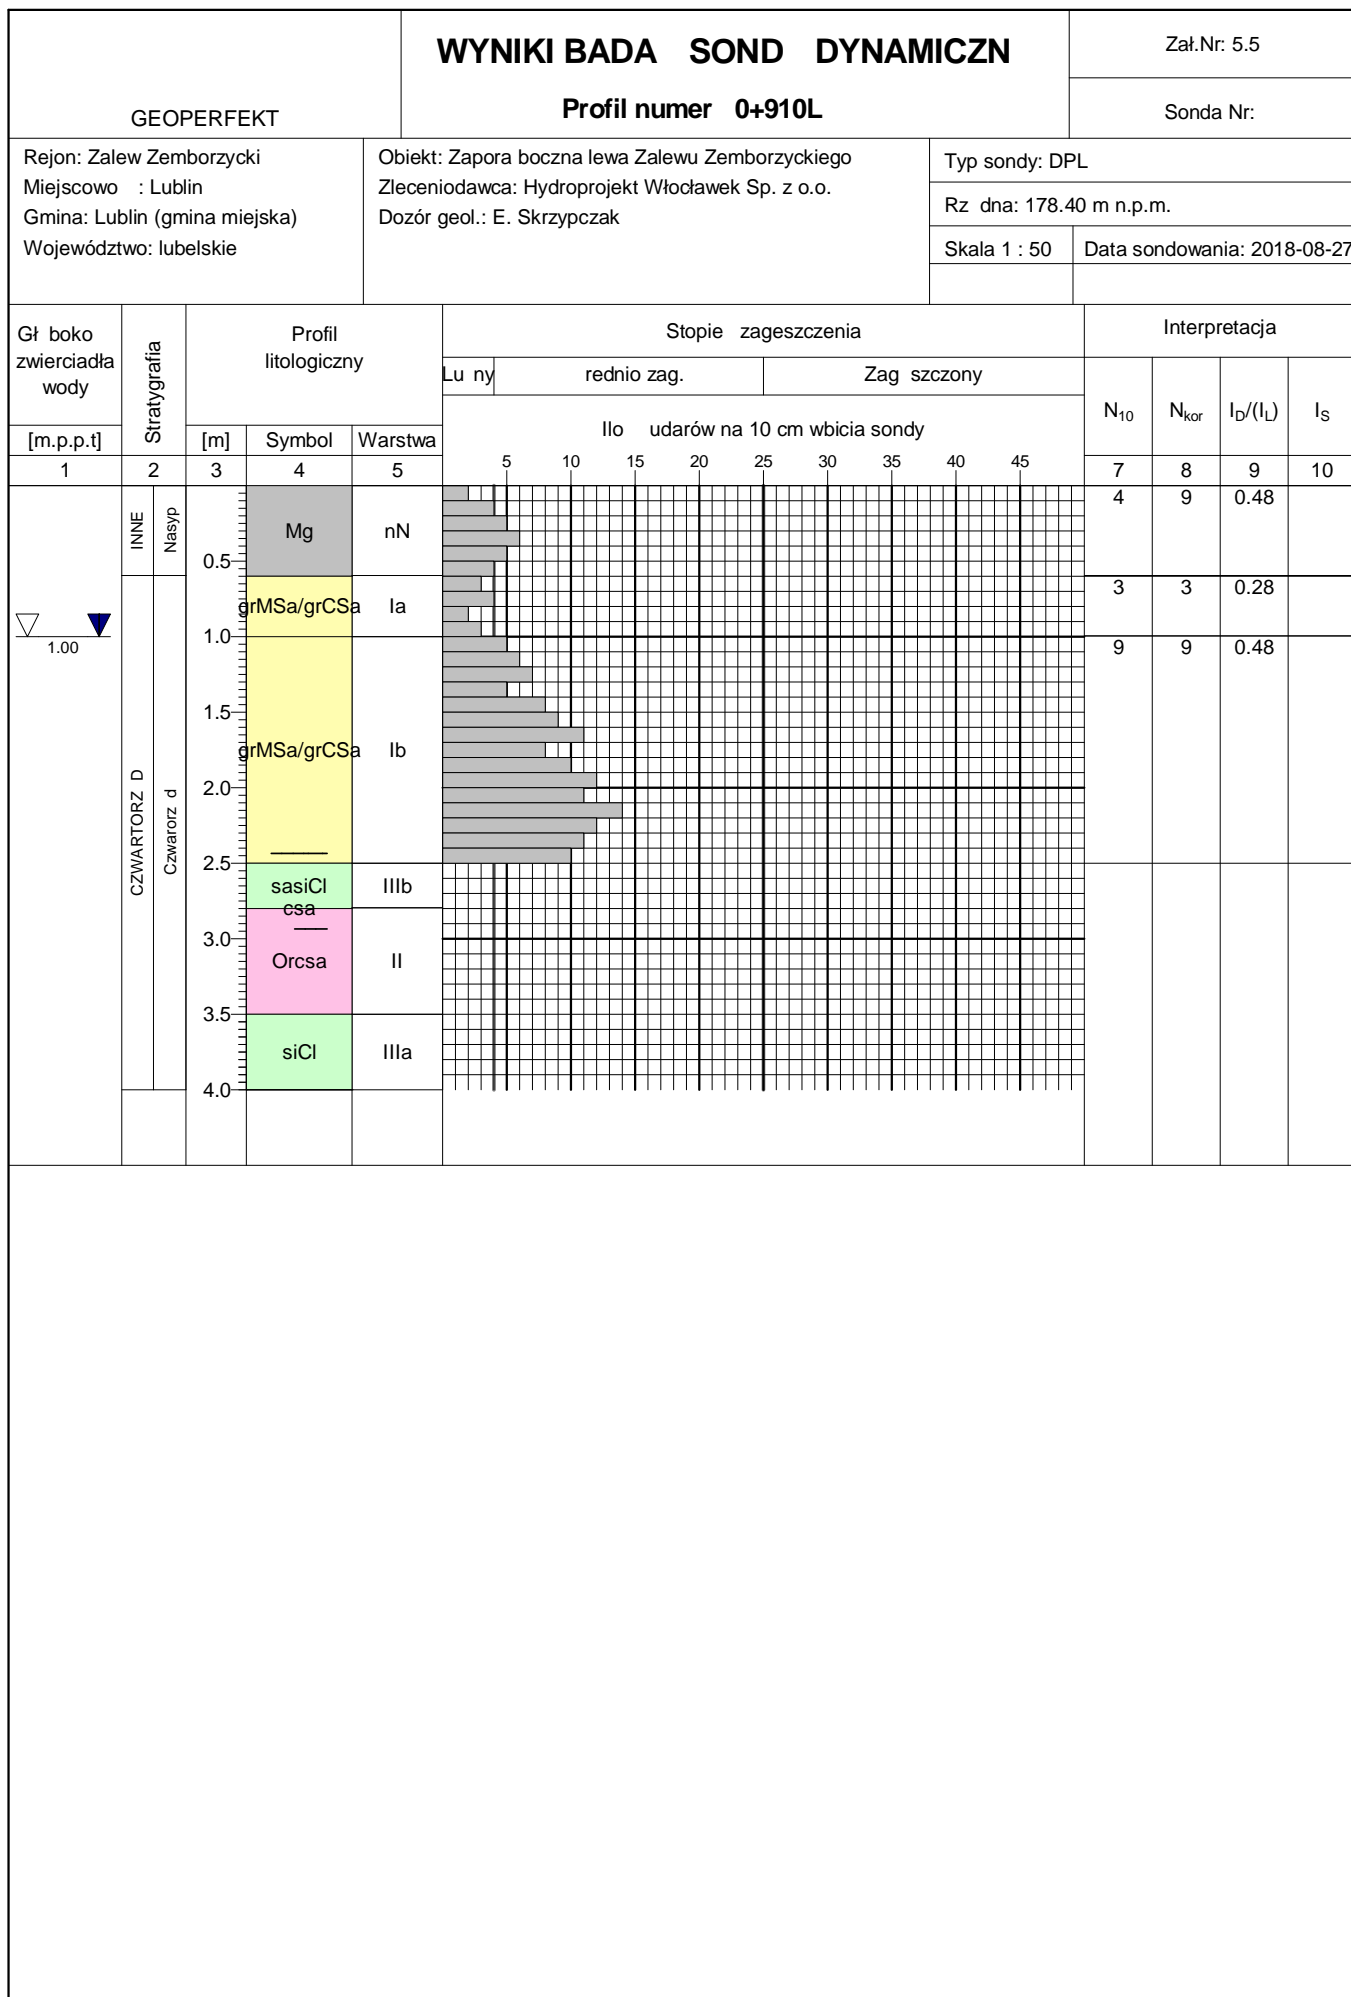 WYNIKI BADA SOND DYNAMICZN
Profil numer 0+910L
GEOPERFEKT
Zał.Nr: 5.5
Sonda Nr:
Rejon: Zalew Zemborzycki
Miejscowo : Lublin
Gmina: Lublin (gmina miejska)
Województwo: lubelskie
Obiekt: Zapora boczna lewa Zalewu Zemborzyckiego
Zleceniodawca: Hydroprojekt Włocławek Sp. z o.o.
Dozór geol.: E. Skrzypczak
Typ sondy: DPL
Rz dna: 178.40 m n.p.m.
Skala 1 : 50
Data sondowania: 2018-08-27
Gł boko
zwierciadła
wody
[m.p.p.t]
Stratygrafia
Profil
litologiczny
[m]
Symbol
Warstwa
Stopie zageszczenia
Lu ny
rednio zag.
Zag szczony
Ilo udarów na 10 cm wbicia sondy
5 10 15 20 25 30 35 40 45
Interpretacja
N10
Nkor
ID/(IL)
IS
1 2 3 4 5 7 8 9 10
INNE
Nasyp
Mg
nN
4 9 0.48
0.5
grMSa/grCSa
Ia
3 3 0.28
1.00
1.0
9 9 0.48
1.5
grMSa/grCSa
Ib
2.0
CZWARTORZ D
Czwarorz d
2.5
sasiCl
IIIb
csa
3.0
Orcsa
II
3.5
siCl
IIIa
4.0